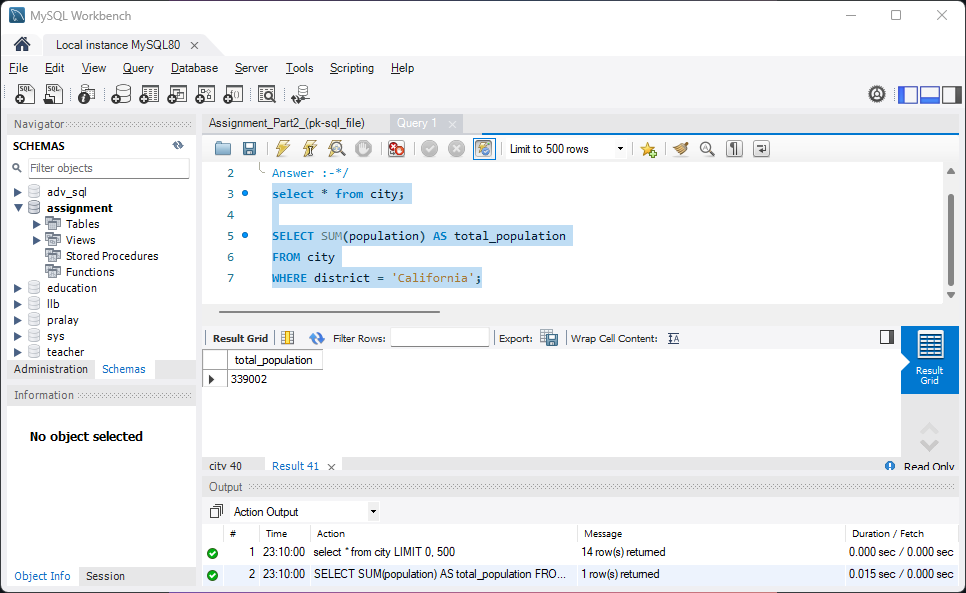 MySQL Workbench
Local instance MySQL80
File Edit View Query Database Server Tools Scripting Help
Navigator
SCHEMAS
Filter objects
adv_sql
assignment
Tables
Views
Stored Procedures
Functions
education
llb
pralay
sys
teacher
Administration Schemas
Information
No object selected
Object Info Session
Assignment_Part2_(pk-sql_file) Query 1
Limit to 500 rows
2 Answer :-*/
3 select * from city;
4
5 SELECT SUM(population) AS total_population
6 FROM city
7 WHERE district = 'California';
Result Grid Filter Rows: Export: Wrap Cell Content:
total_population
339002
Result Grid
city 40 Result 41 Read Only
Output
Action Output
# Time Action Message Duration / Fetch
1 23:10:00 select * from city LIMIT 0, 500 14 row(s) returned 0.000 sec / 0.000 sec
2 23:10:00 SELECT SUM(population) AS total_population FRO... 1 row(s) returned 0.015 sec / 0.000 sec